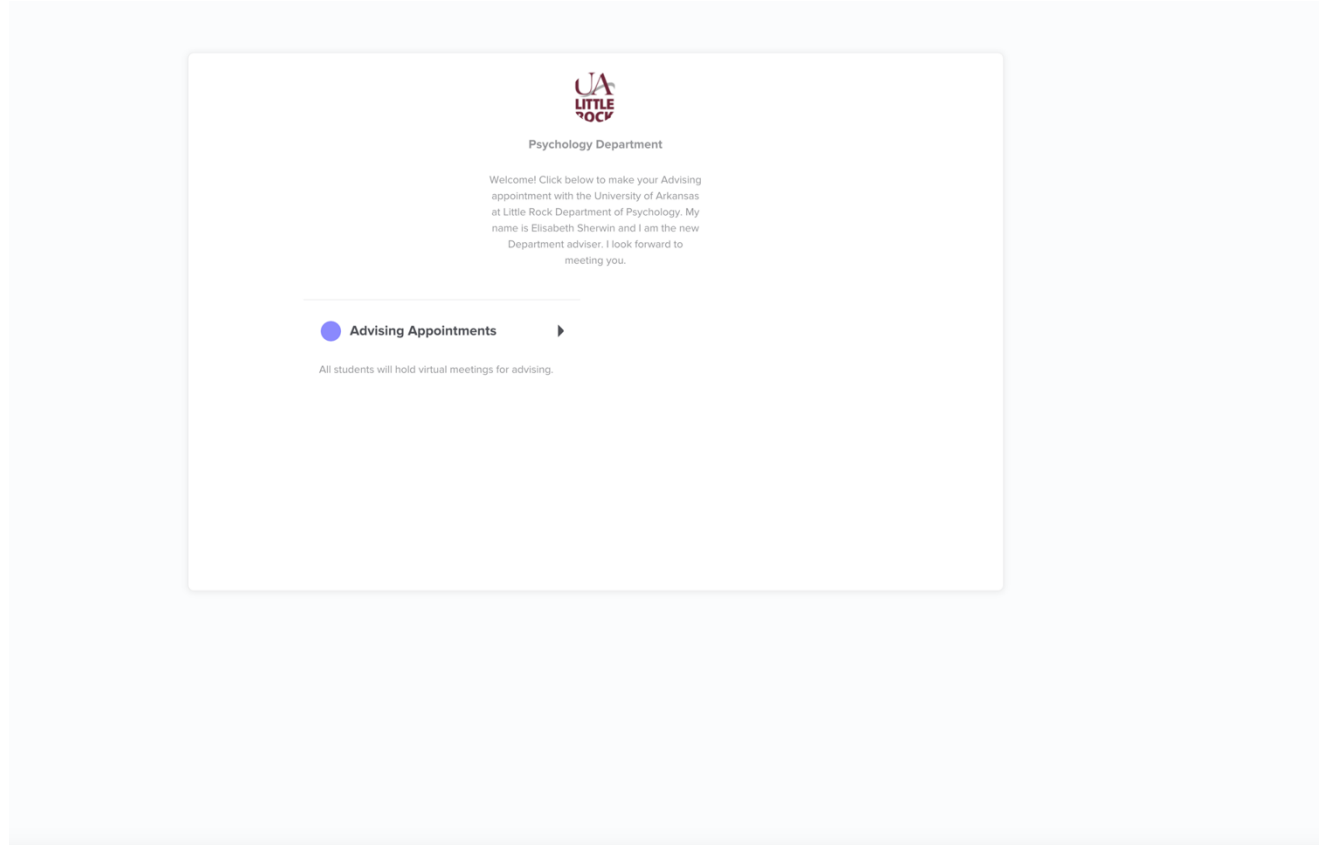 UA
LITTLE
ROCK
Psychology Department
Welcome! Click below to make your Advising
appointment with the University of Arkansas
at Little Rock Department of Psychology. My
name is Elisabeth Sherwin and I am the new
Department adviser. I look forward to
meeting you.
Advising Appointments
All students will hold virtual meetings for advising.